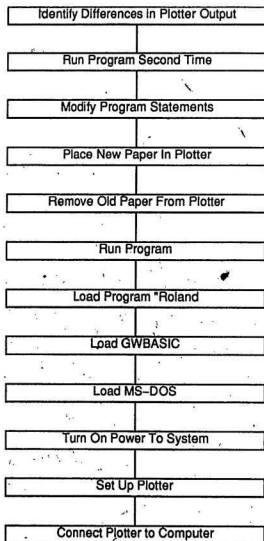 Identify Differences in Plotter Output
Run Program Second Time
Modify Program Statements
Place New Paper In Plotter
Remove Old Paper From Plotter
Run Program
Load Program "Roland
Load GWBASIC
Load MS-DOS
Turn On Power To System
Set Up Plotter
Connect Plotter to Computer